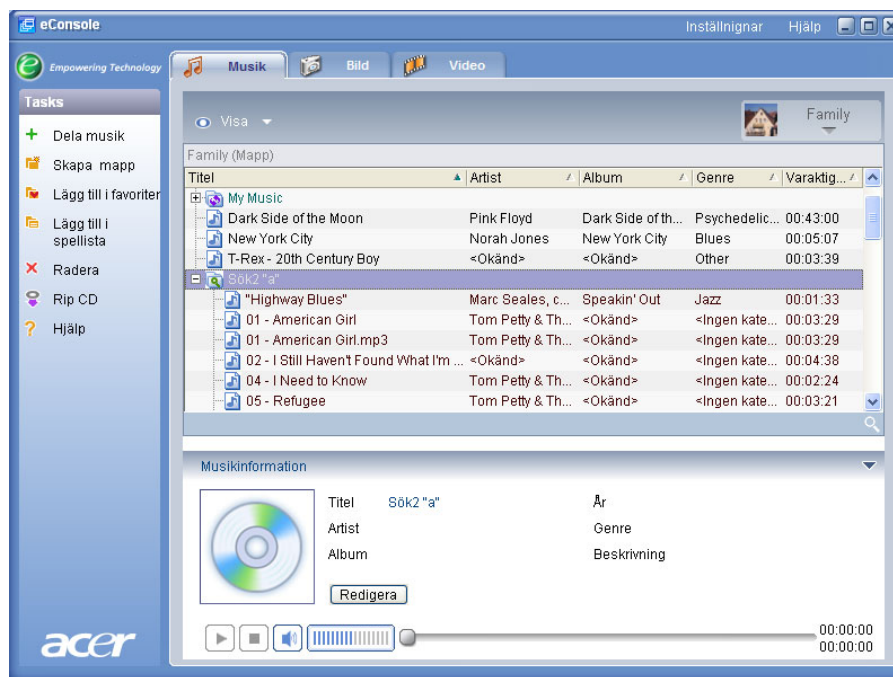 eConsole
Inställnignar Hjälp
Empowering Technology
Musik Bild Video
Tasks
Dela musik
Skapa mapp
Lägg till i favoriter
Lägg till i
spellista
Radera
Rip CD
Hjälp
acer
Visa
Family
Family (Mapp)
Titel Artist Album Genre Varaktig...
My Music
Dark Side of the Moon Pink Floyd Dark Side of th... Psychedelic... 00:43:00
New York City Norah Jones New York City Blues 00:05:07
T-Rex - 20th Century Boy <Okänd> <Okänd> Other 00:03:39
Sök2 "a"
"Highway Blues" Marc Seales, c... Speakin' Out Jazz 00:01:33
01 - American Girl Tom Petty & Th... <Okänd> <Ingen kate... 00:03:29
01 - American Girl.mp3 Tom Petty & Th... <Okänd> <Ingen kate... 00:03:29
02 - I Still Haven't Found What I'm ... <Okänd> <Okänd> <Ingen kate... 00:04:38
04 - I Need to Know Tom Petty & Th... <Okänd> <Ingen kate... 00:02:24
05 - Refugee Tom Petty & Th... <Okänd> <Ingen kate... 00:03:21
Musikinformation
Titel Sök2 "a" År
Artist Genre
Album Beskrivning
Redigera
00:00:00
00:00:00